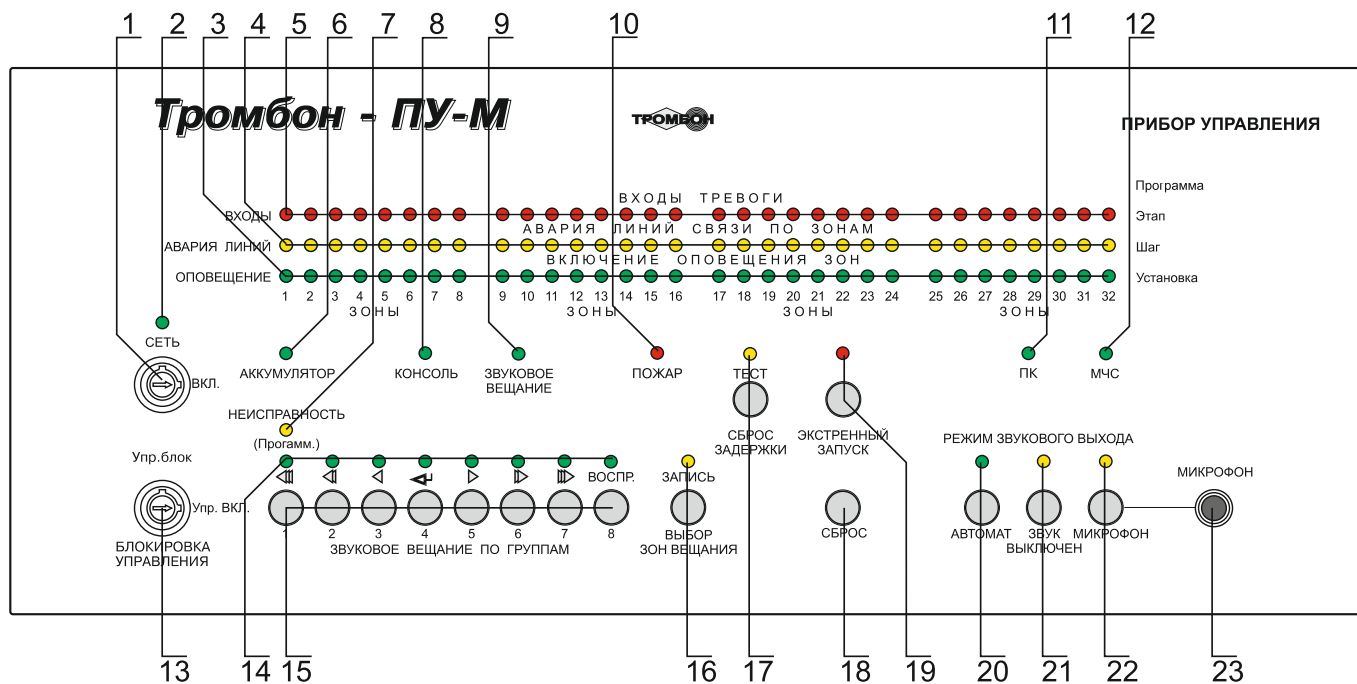 1 2 3 4 5 6 7 8 9 10 11 12
Тромбон - ПУ-М
ТРОМБОН
ПРИБОР УПРАВЛЕНИЯ
Программа
ВХОДЫ ТРЕВОГИ
ВХОДЫ
Этап
АВАРИЯ ЛИНИЙ СВЯЗИ ПО ЗОНАМ
АВАРИЯ ЛИНИЙ
Шаг
ВКЛЮЧЕНИЕ ОПОВЕЩЕНИЯ ЗОН
ОПОВЕЩЕНИЕ
Установка
1 2 3 4 5 6 7 8 9 10 11 12 13 14 15 16 17 18 19 20 21 22 23 24 25 26 27 28 29 30 31 32
ЗОНЫ ЗОНЫ ЗОНЫ ЗОНЫ
СЕТЬ
ВКЛ.
АККУМУЛЯТОР
КОНСОЛЬ
ЗВУКОВОЕ
ВЕЩАНИЕ
ПОЖАР
ТЕСТ
ПК
МЧС
НЕИСПРАВНОСТЬ
(Прогамм.)
СБРОС
ЗАДЕРЖКИ
ЭКСТРЕННЫЙ
ЗАПУСК
РЕЖИМ ЗВУКОВОГО ВЫХОДА
Упр.блок
ВОСПР.
ЗАПИСЬ
МИКРОФОН
Упр. ВКЛ.
1 2 3 4 5 6 7 8
ЗВУКОВОЕ ВЕЩАНИЕ ПО ГРУППАМ
БЛОКИРОВКА
УПРАВЛЕНИЯ
ВЫБОР
ЗОН ВЕЩАНИЯ
СБРОС
АВТОМАТ
ЗВУК
ВЫКЛЮЧЕН
МИКРОФОН
13 14 15 16 17 18 19 20 21 22 23